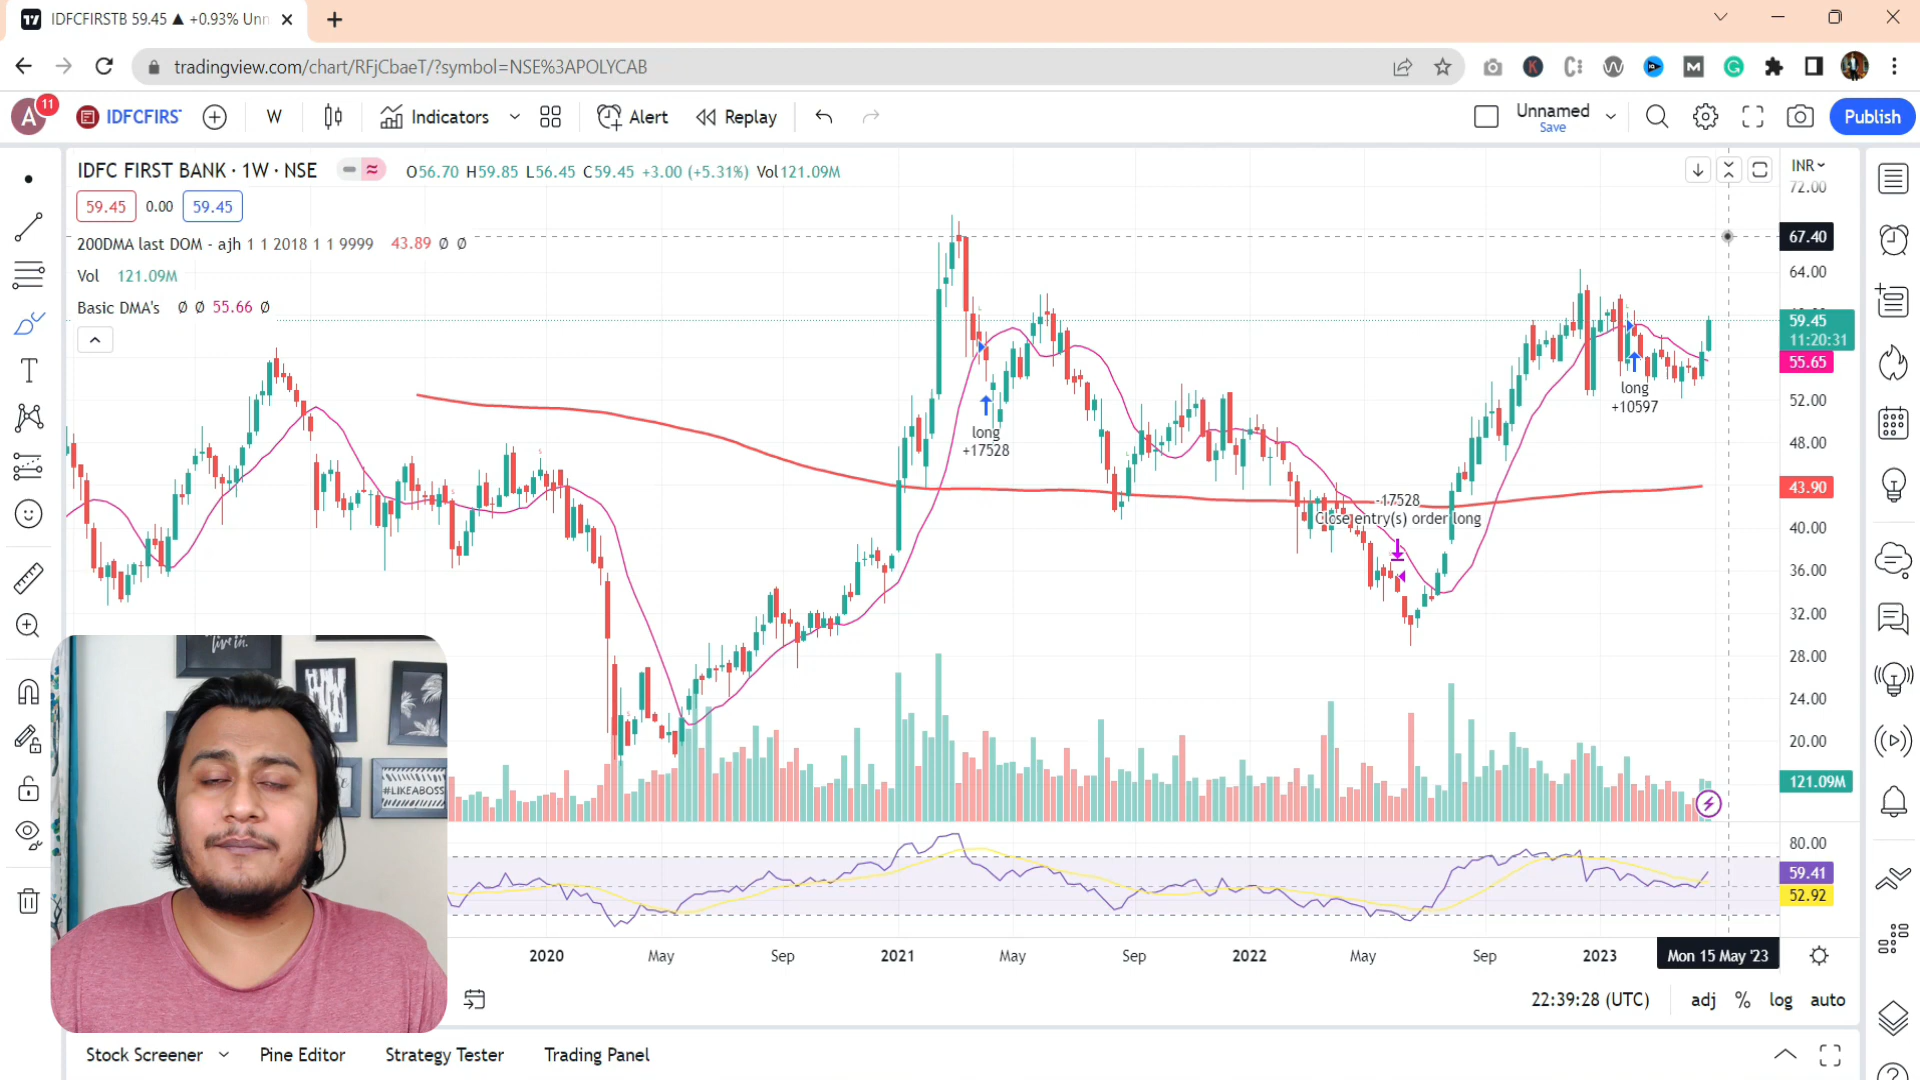 IDFCFIRSTB 59.45 ▲ +0.93% Unn
tradingview.com/chart/RFjCbaeT/?symbol=NSE%3APOLYCAB
A 11 IDFCFIRST W Indicators Alert Replay Unnamed Save Publish
IDFC FIRST BANK · 1W · NSE O56.70 H59.85 L56.45 C59.45 +3.00 (+5.31%) Vol121.09M
INR
72.00
59.45 0.00 59.45
200DMA last DOM - ajh 1 1 2018 1 1 9999 43.89 Ø Ø
67.40
Vol 121.09M
64.00
Basic DMA's Ø Ø 55.66 Ø
59.45
11:20:31
55.65
long
+10597
52.00
long
+17528
48.00
43.90
-17528
Close entry(s) order long
40.00
36.00
32.00
28.00
24.00
20.00
121.09M
live in.
#LIKEABOSS
80.00
59.41
52.92
2020 May Sep 2021 May Sep 2022 May Sep 2023 Mon 15 May '23
22:39:28 (UTC) adj % log auto
Stock Screener Pine Editor Strategy Tester Trading Panel